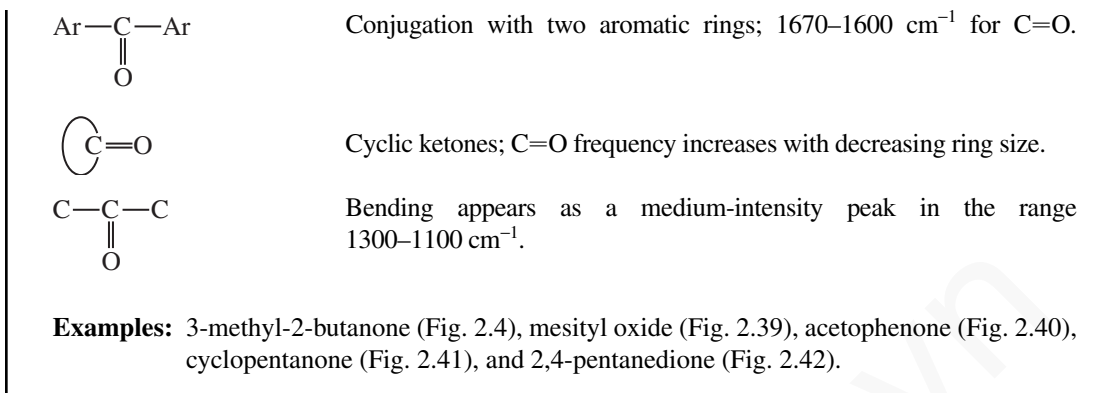 Ar—C—Ar Conjugation with two aromatic rings; 1670–1600 cm⁻¹ for C=O.
O
C=O Cyclic ketones; C=O frequency increases with decreasing ring size.
C—C—C Bending appears as a medium-intensity peak in the range
1300–1100 cm⁻¹.
O
Examples: 3-methyl-2-butanone (Fig. 2.4), mesityl oxide (Fig. 2.39), acetophenone (Fig. 2.40),
cyclopentanone (Fig. 2.41), and 2,4-pentanedione (Fig. 2.42).
vn